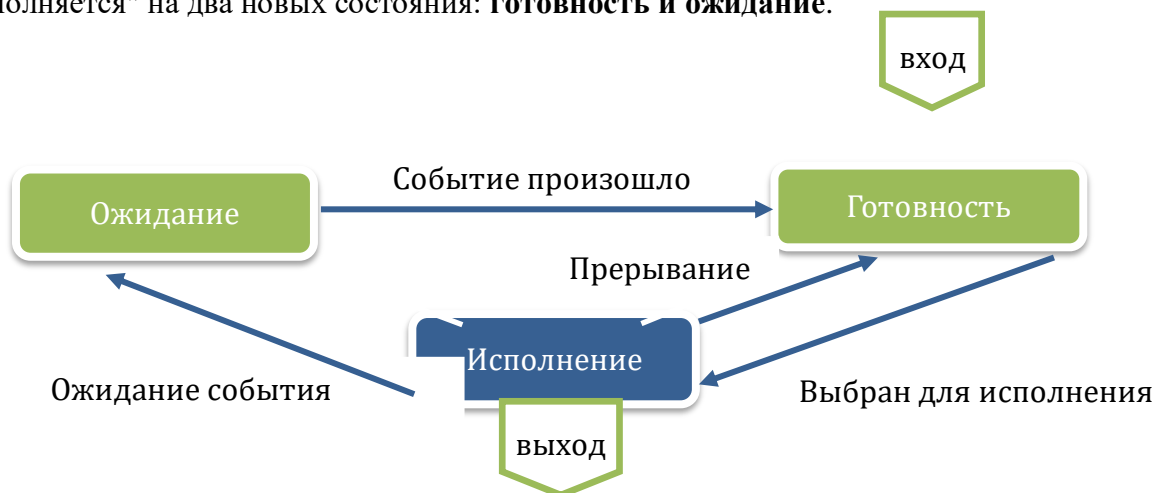 на два новых состояния: готовность и ожидание.
вход
Событие произошло
Ожидание
Готовность
Прерывание
Исполнение
Ожидание события
Выбран для исполнения
выход